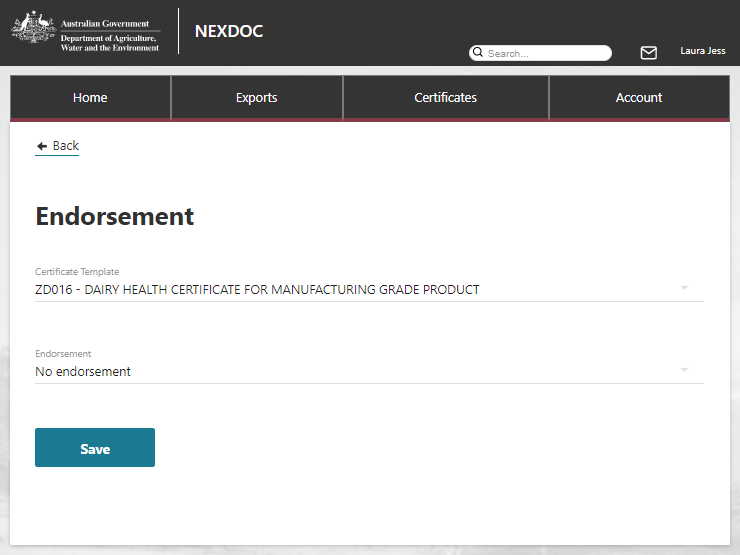 Australian Government
Department of Agriculture,
Water and the Environment
NEXDOC
Search...
Laura Jess
Home
Exports
Certificates
Account
Back
Endorsement
Certificate Template
ZD016 - DAIRY HEALTH CERTIFICATE FOR MANUFACTURING GRADE PRODUCT
Endorsement
No endorsement
Save